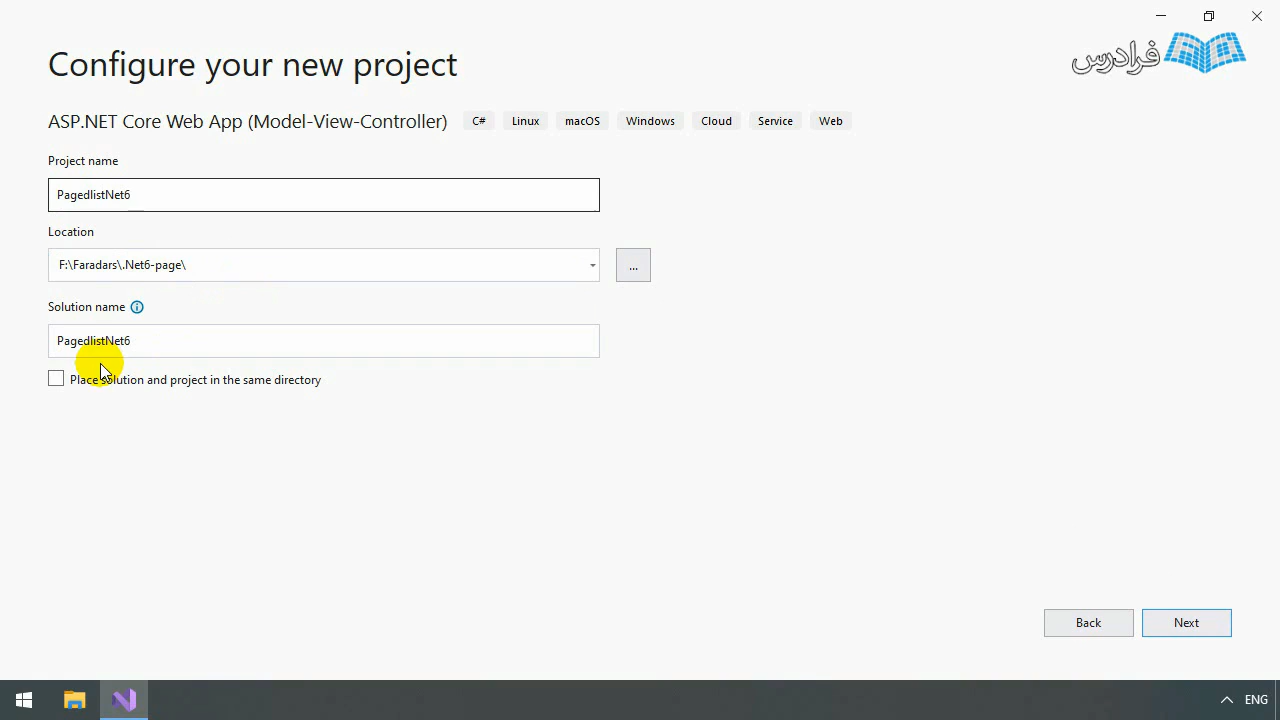 فرادرس
Configure your new project
ASP.NET Core Web App (Model-View-Controller) C# Linux macOS Windows Cloud Service Web
Project name
PagedlistNet6
Location
F:\Faradars\.Net6-page\
...
Solution name
PagedlistNet6
Place solution and project in the same directory
Back Next
ENG